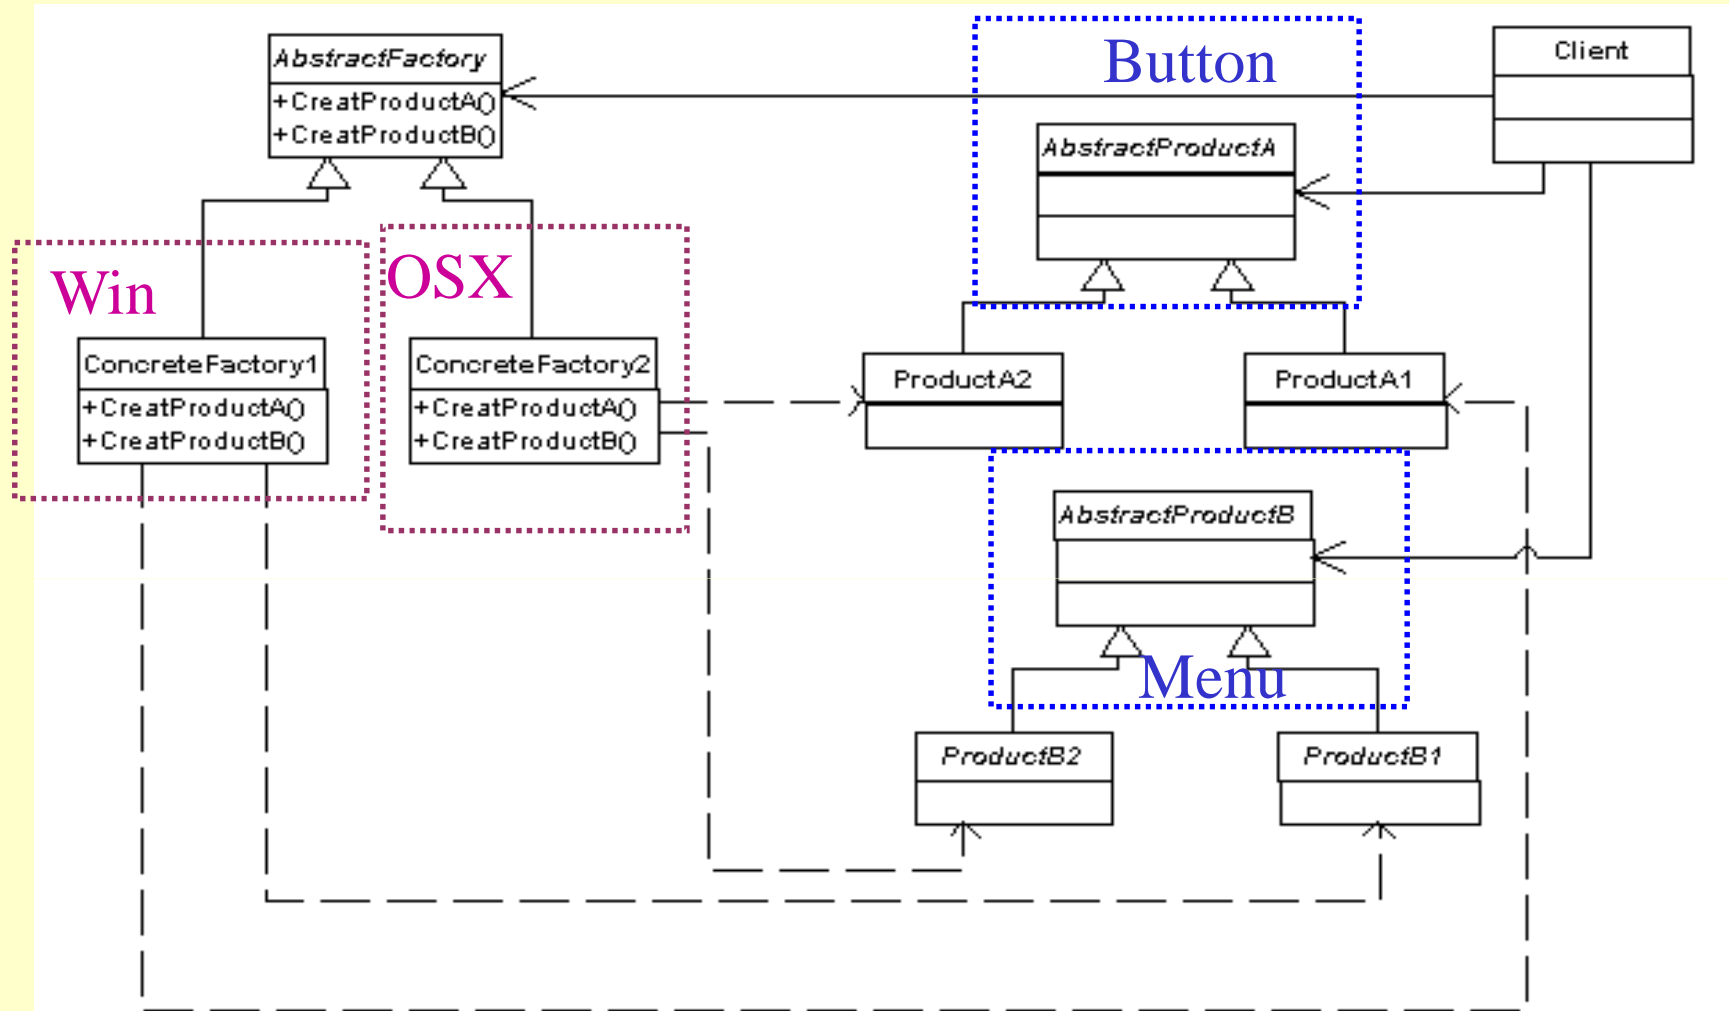 AbstractFactory
+CreatProductA()
+CreatProductB()
Button
Client
AbstractProductA
Win
OSX
ConcreteFactory1
+CreatProductA()
+CreatProductB()
ConcreteFactory2
+CreatProductA()
+CreatProductB()
ProductA2
ProductA1
AbstractProductB
Menu
ProductB2
ProductB1